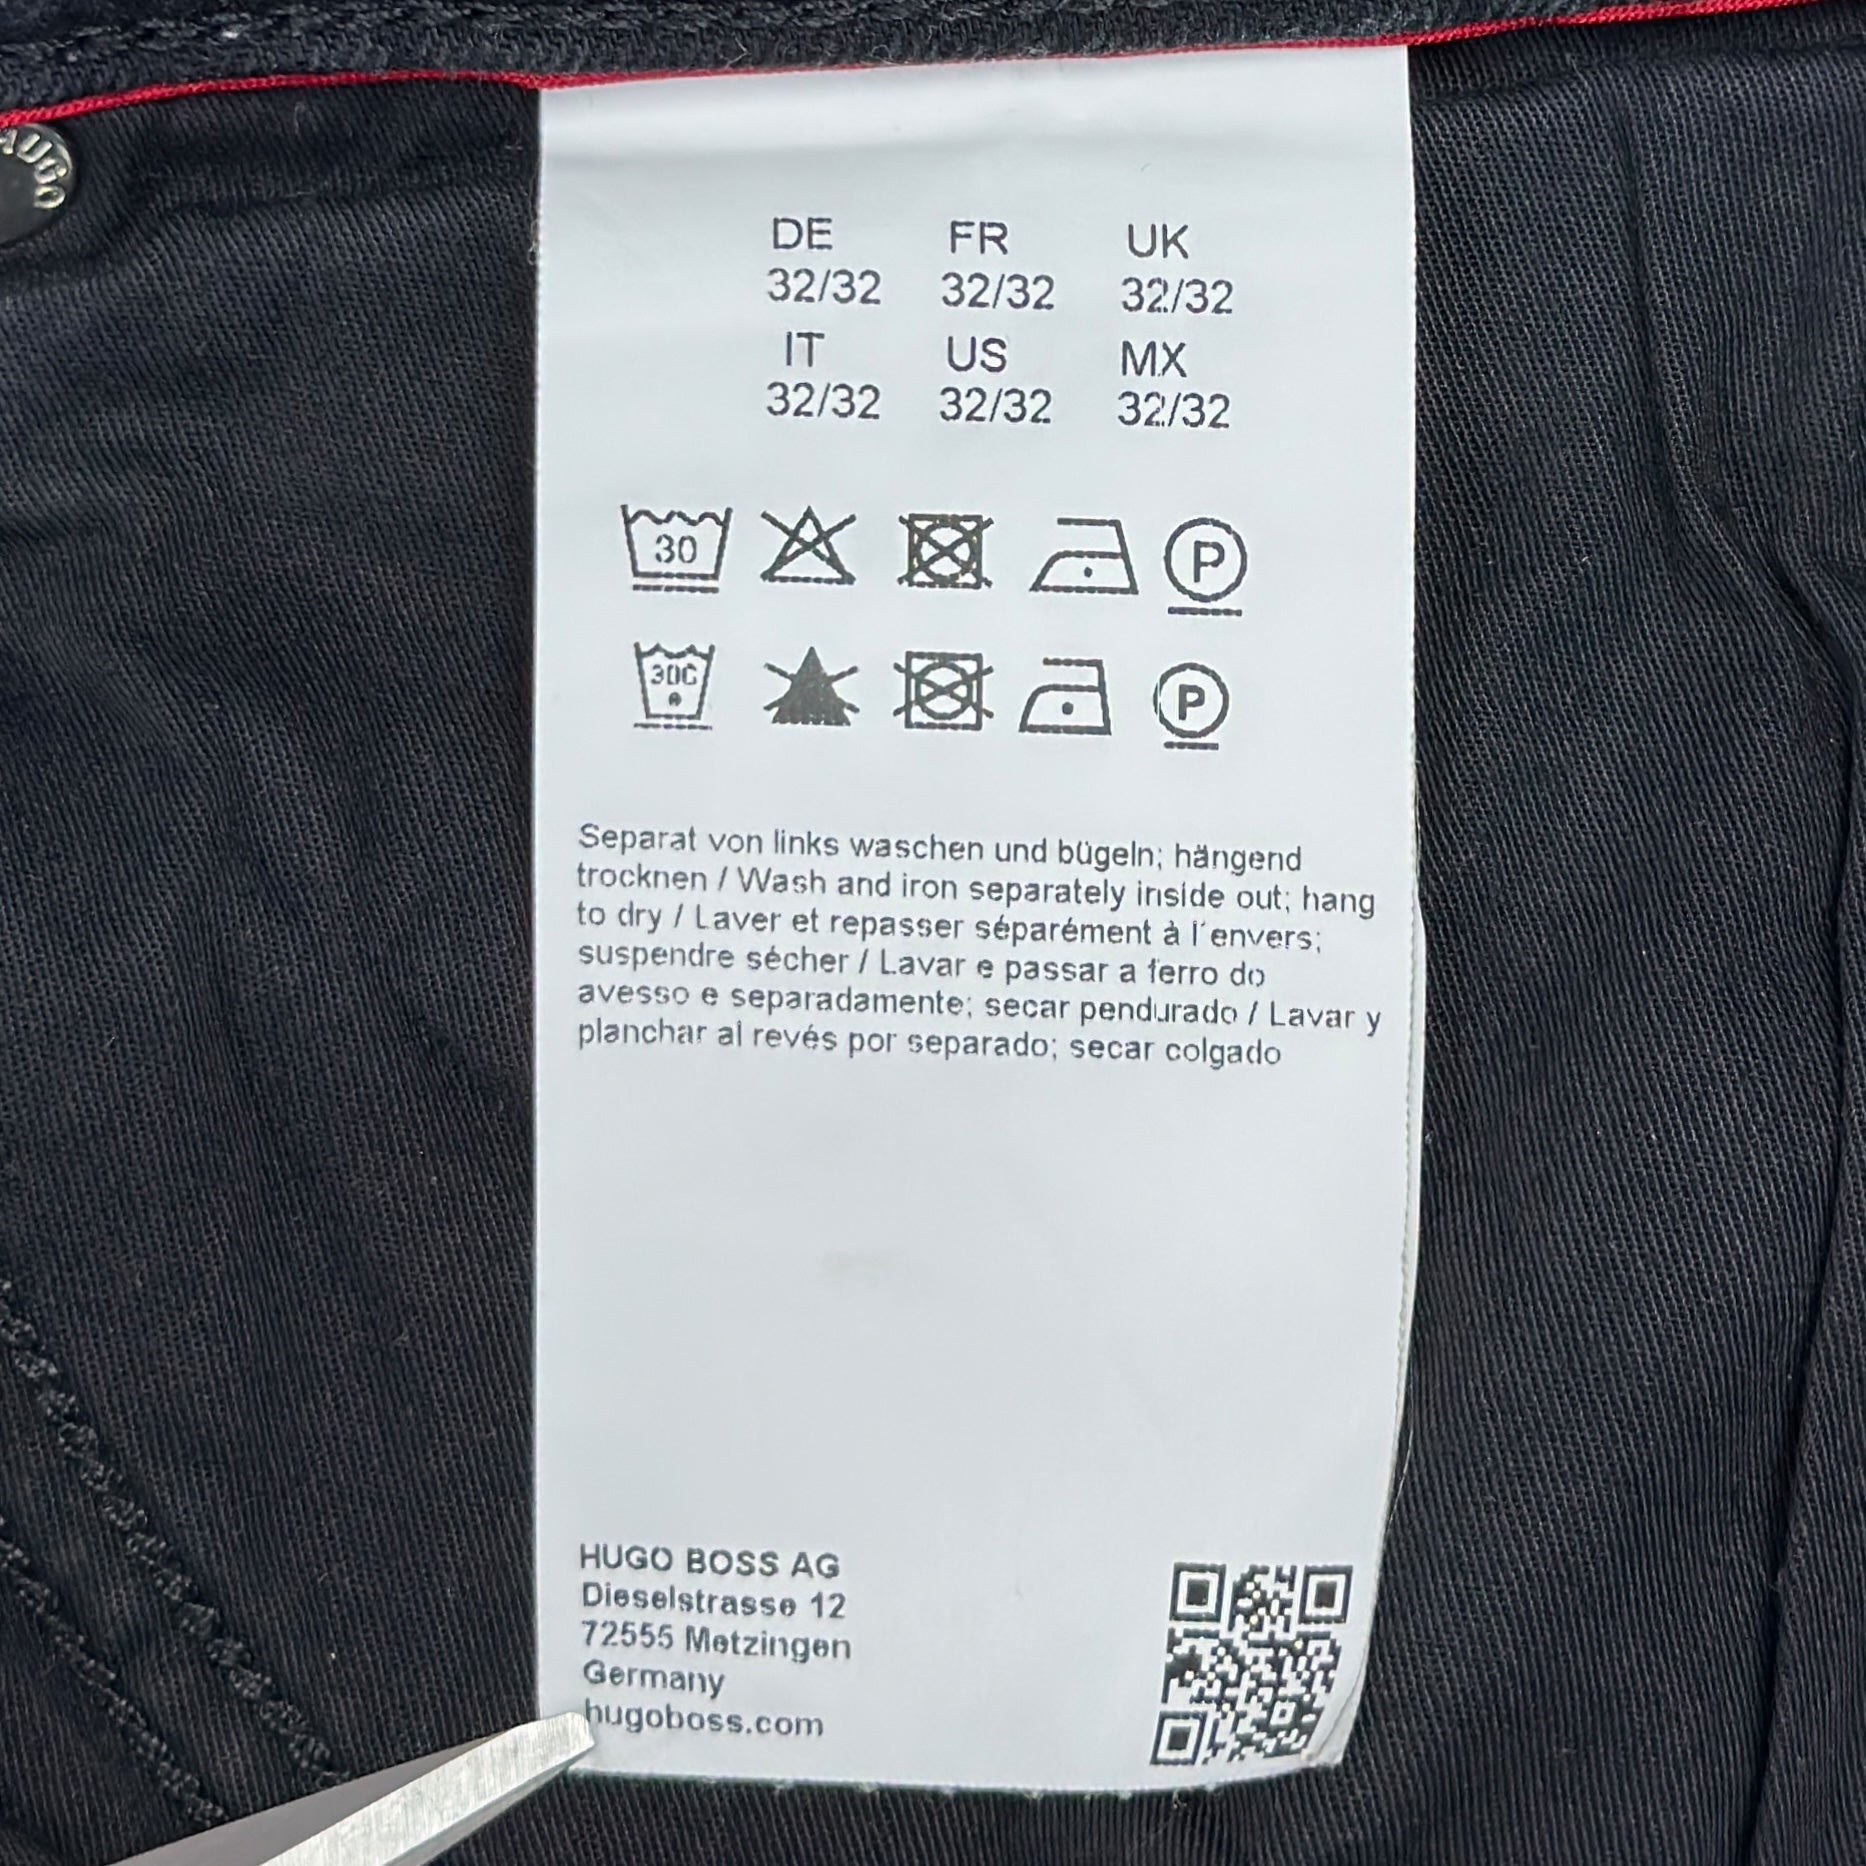 HUGO
DE FR UK
32/32 32/32 32/32
IT US MX
32/32 32/32 32/32
30 P
30C P
Separat von links waschen und bügeln; hängend
trocknen / Wash and iron separately inside out; hang
to dry / Laver et repasser séparément à l´envers;
suspendre sécher / Lavar e passar a ferro do
avesso e separadamente; secar pendurado / Lavar y
planchar al revés por separado; secar colgado
HUGO BOSS AG
Dieselstrasse 12
72555 Metzingen
Germany
hugoboss.com